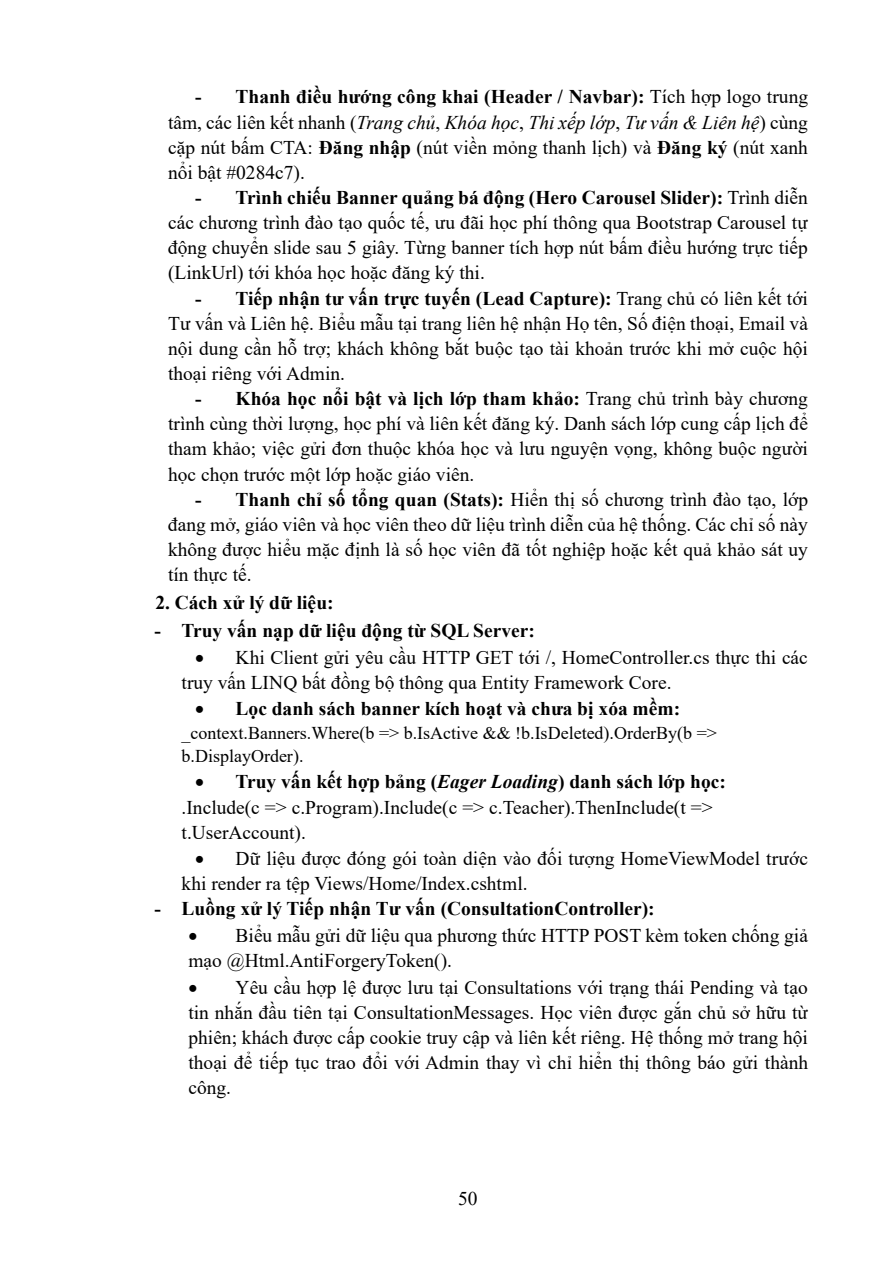 - Thanh điều hướng công khai (Header / Navbar): Tích hợp logo trung
tâm, các liên kết nhanh (Trang chủ, Khóa học, Thi xếp lớp, Tư vấn & Liên hệ) cùng
cặp nút bấm CTA: Đăng nhập (nút viền mỏng thanh lịch) và Đăng ký (nút xanh
nổi bật #0284c7).
- Trình chiếu Banner quảng bá động (Hero Carousel Slider): Trình diễn
các chương trình đào tạo quốc tế, ưu đãi học phí thông qua Bootstrap Carousel tự
động chuyển slide sau 5 giây. Từng banner tích hợp nút bấm điều hướng trực tiếp
(LinkUrl) tới khóa học hoặc đăng ký thi.
- Tiếp nhận tư vấn trực tuyến (Lead Capture): Trang chủ có liên kết tới
Tư vấn và Liên hệ. Biểu mẫu tại trang liên hệ nhận Họ tên, Số điện thoại, Email và
nội dung cần hỗ trợ; khách không bắt buộc tạo tài khoản trước khi mở cuộc hội
thoại riêng với Admin.
- Khóa học nổi bật và lịch lớp tham khảo: Trang chủ trình bày chương
trình cùng thời lượng, học phí và liên kết đăng ký. Danh sách lớp cung cấp lịch để
tham khảo; việc gửi đơn thuộc khóa học và lưu nguyện vọng, không buộc người
học chọn trước một lớp hoặc giáo viên.
- Thanh chỉ số tổng quan (Stats): Hiển thị số chương trình đào tạo, lớp
đang mở, giáo viên và học viên theo dữ liệu trình diễn của hệ thống. Các chỉ số này
không được hiểu mặc định là số học viên đã tốt nghiệp hoặc kết quả khảo sát uy
tín thực tế.
2. Cách xử lý dữ liệu:
- Truy vấn nạp dữ liệu động từ SQL Server:
• Khi Client gửi yêu cầu HTTP GET tới /, HomeController.cs thực thi các
truy vấn LINQ bất đồng bộ thông qua Entity Framework Core.
• Lọc danh sách banner kích hoạt và chưa bị xóa mềm:
_context.Banners.Where(b => b.IsActive && !b.IsDeleted).OrderBy(b =>
b.DisplayOrder).
• Truy vấn kết hợp bảng (Eager Loading) danh sách lớp học:
.Include(c => c.Program).Include(c => c.Teacher).ThenInclude(t =>
t.UserAccount).
• Dữ liệu được đóng gói toàn diện vào đối tượng HomeViewModel trước
khi render ra tệp Views/Home/Index.cshtml.
- Luồng xử lý Tiếp nhận Tư vấn (ConsultationController):
• Biểu mẫu gửi dữ liệu qua phương thức HTTP POST kèm token chống giả
mạo @Html.AntiForgeryToken().
• Yêu cầu hợp lệ được lưu tại Consultations với trạng thái Pending và tạo
tin nhắn đầu tiên tại ConsultationMessages. Học viên được gắn chủ sở hữu từ
phiên; khách được cấp cookie truy cập và liên kết riêng. Hệ thống mở trang hội
thoại để tiếp tục trao đổi với Admin thay vì chỉ hiển thị thông báo gửi thành
công.
50